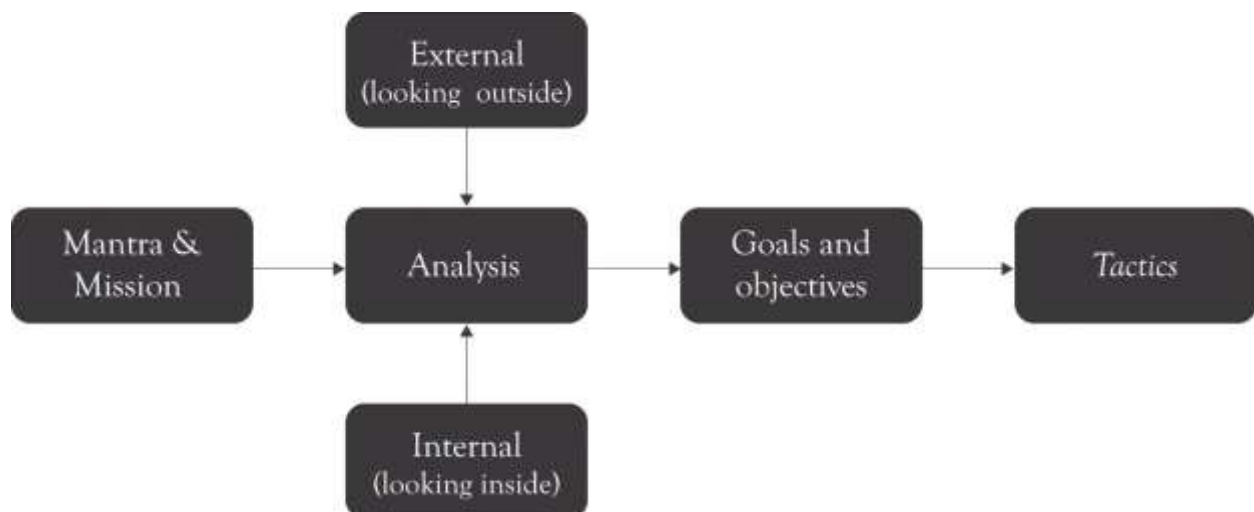 External
(looking outside)
Mantra &
Mission
Analysis
Goals and
objectives
Tactics
Internal
(looking inside)